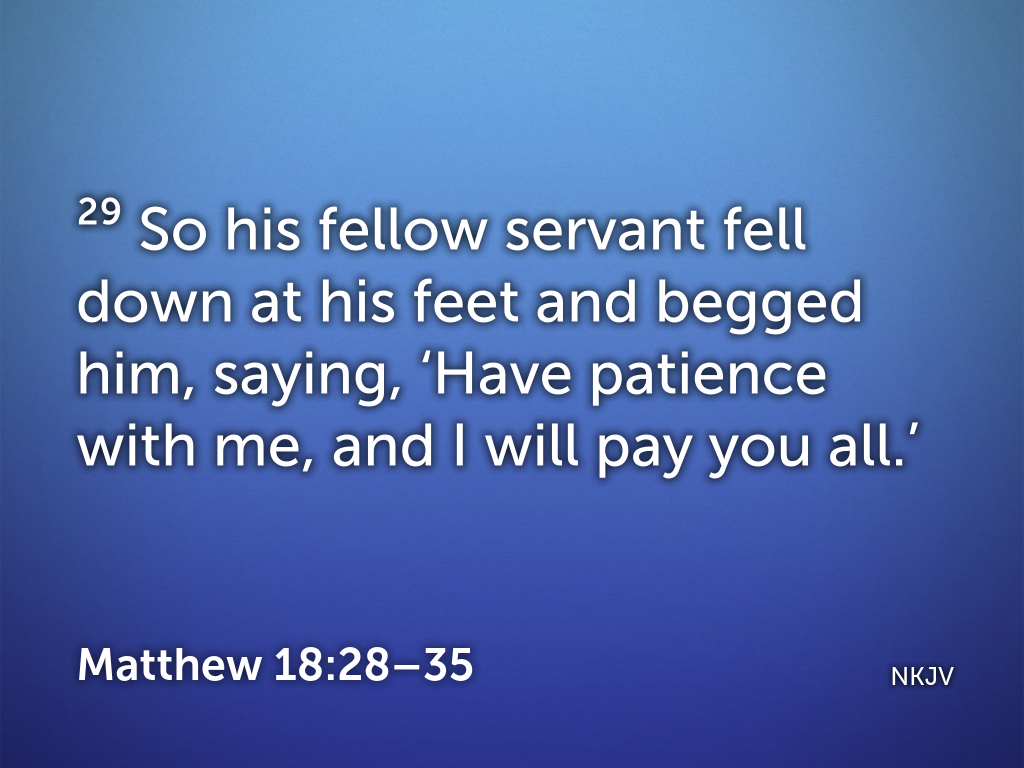 29 So his fellow servant fell
down at his feet and begged
him, saying, ‘Have patience
with me, and I will pay you all.’
Matthew 18:28–35
NKJV